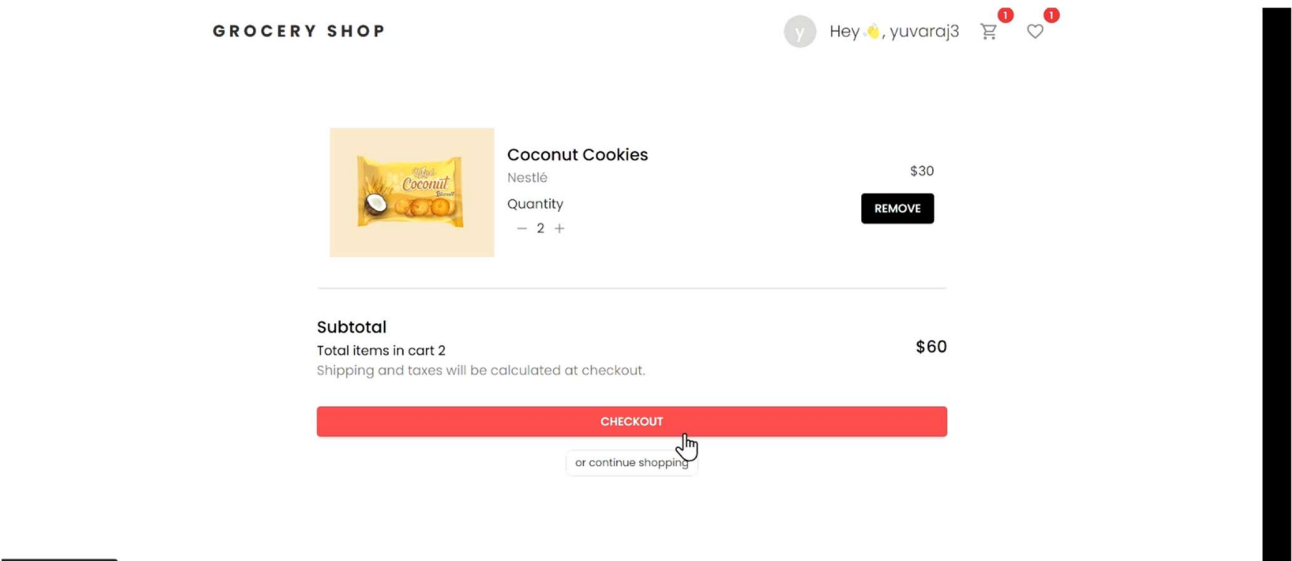 GROCERY SHOP
y Hey 👋, yuvaraj3 1 1
Coconut
Coconut Cookies
Nestlé
Quantity
− 2 +
$30
REMOVE
Subtotal
Total items in cart 2
$60
Shipping and taxes will be calculated at checkout.
CHECKOUT
or continue shopping